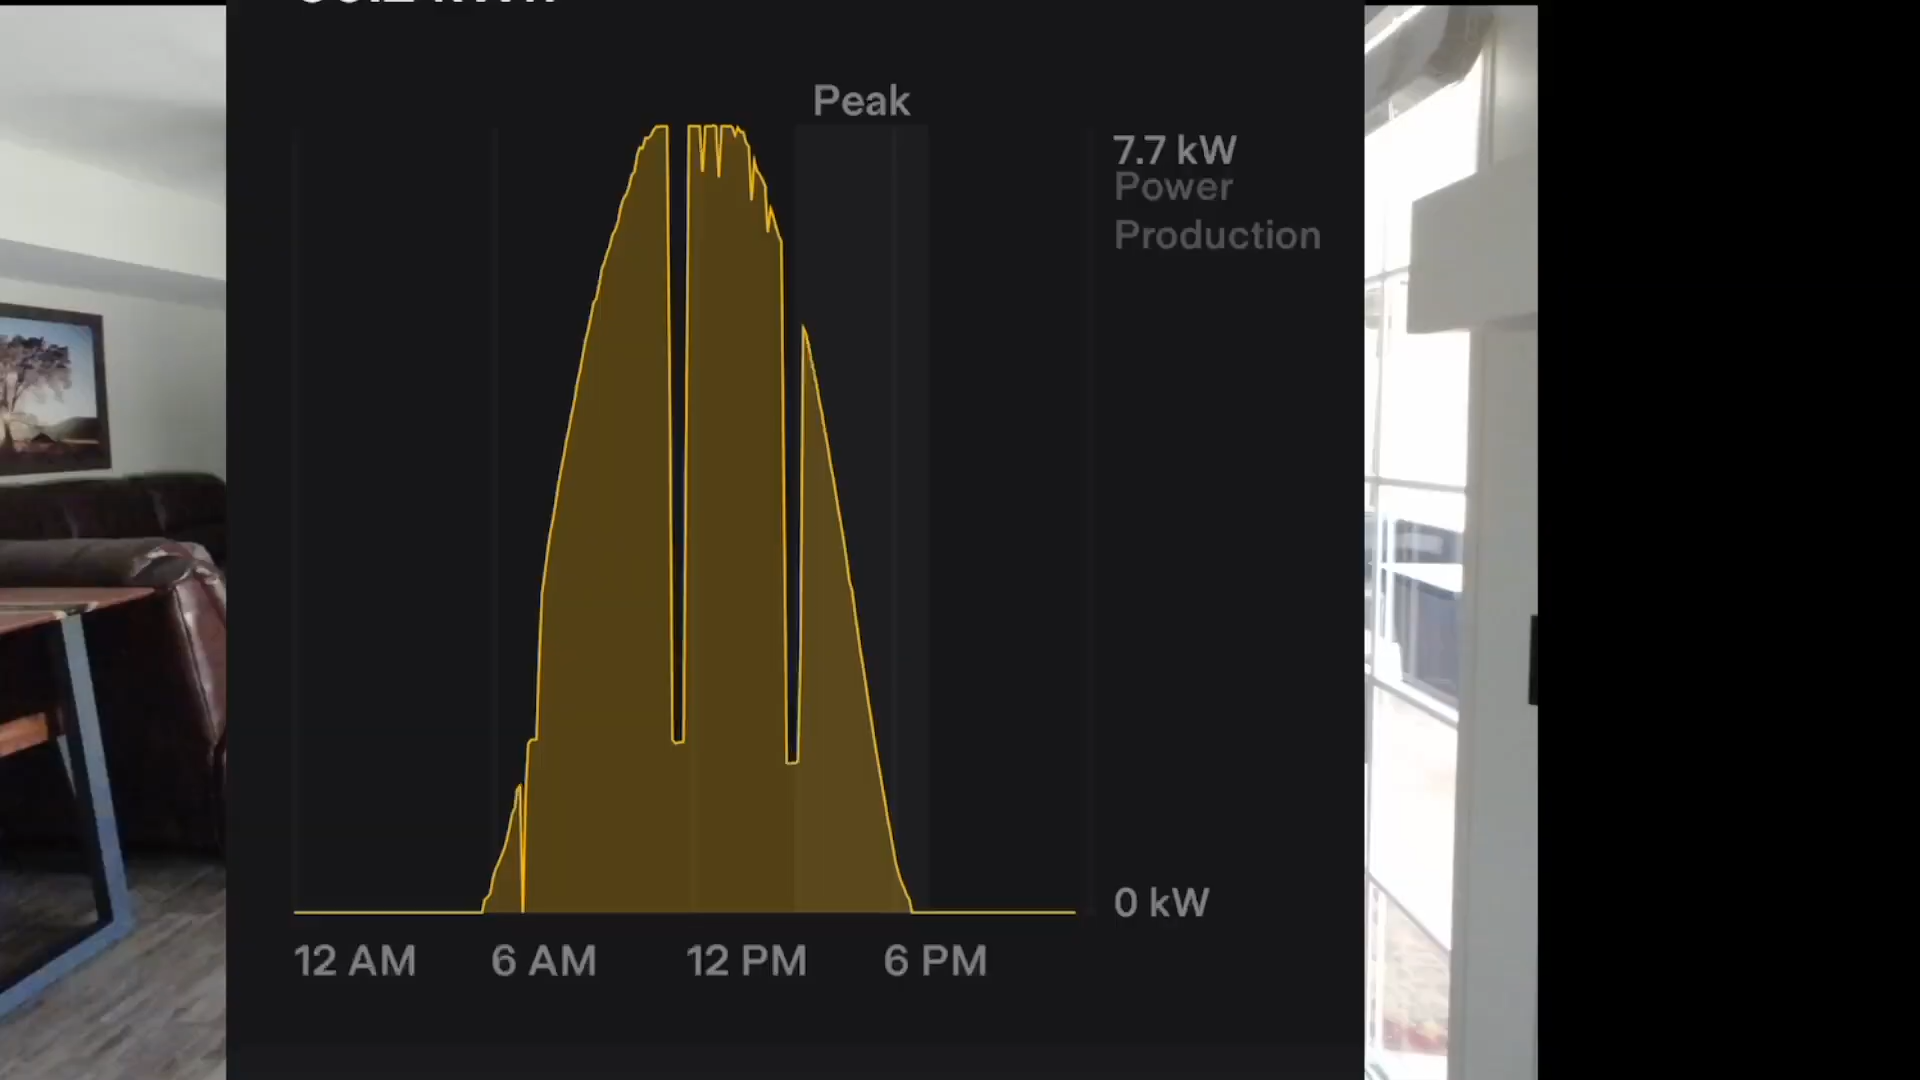 Peak
7.7 kW
Power
Production
0 kW
12 AM
6 AM
12 PM
6 PM